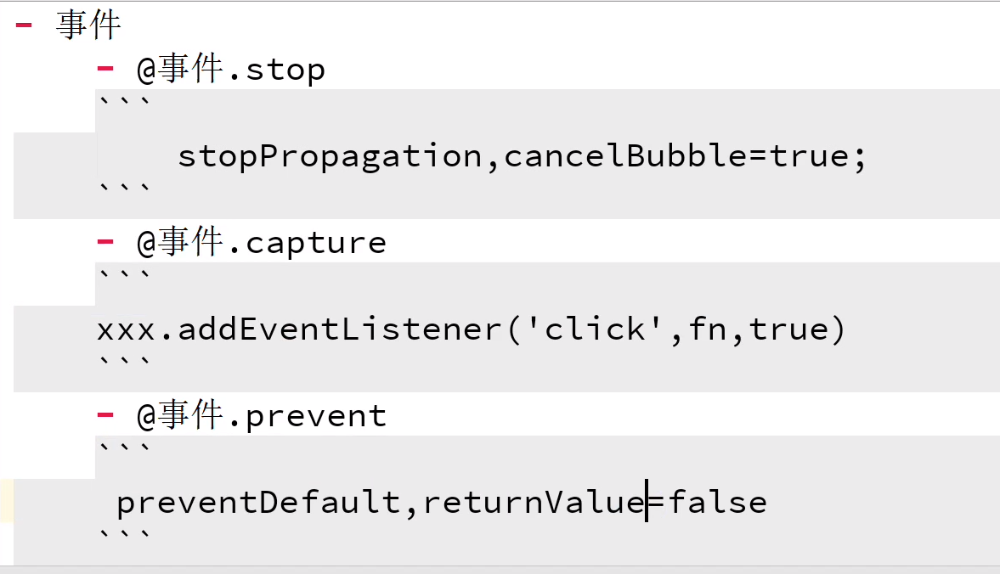 - 事件
- @事件.stop
```
stopPropagation,cancelBubble=true;
```
- @事件.capture
```
xxx.addEventListener('click',fn,true)
```
- @事件.prevent
```
preventDefault,returnValue=false
```